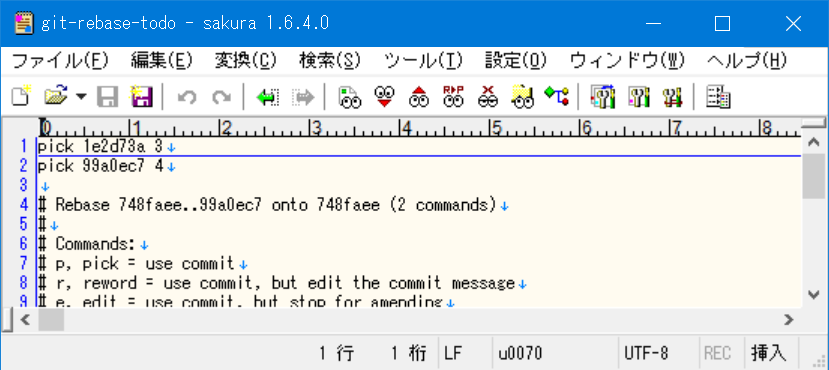 git-rebase-todo - sakura 1.6.4.0
ファイル(F) 編集(E) 変換(C) 検索(S) ツール(T) 設定(O) ウィンドウ(W) ヘルプ(H)
0 1 2 3 4 5 6 7 8
1 pick 1e2d73a 3↓
2 pick 99a0ec7 4↓
3 ↓
4 # Rebase 748faee..99a0ec7 onto 748faee (2 commands)↓
5 #↓
6 # Commands:↓
7 # p, pick = use commit↓
8 # r, reword = use commit, but edit the commit message↓
9 # e, edit = use commit, but stop for amending↓
1 行 1 桁 LF u0070 UTF-8 REC 挿入